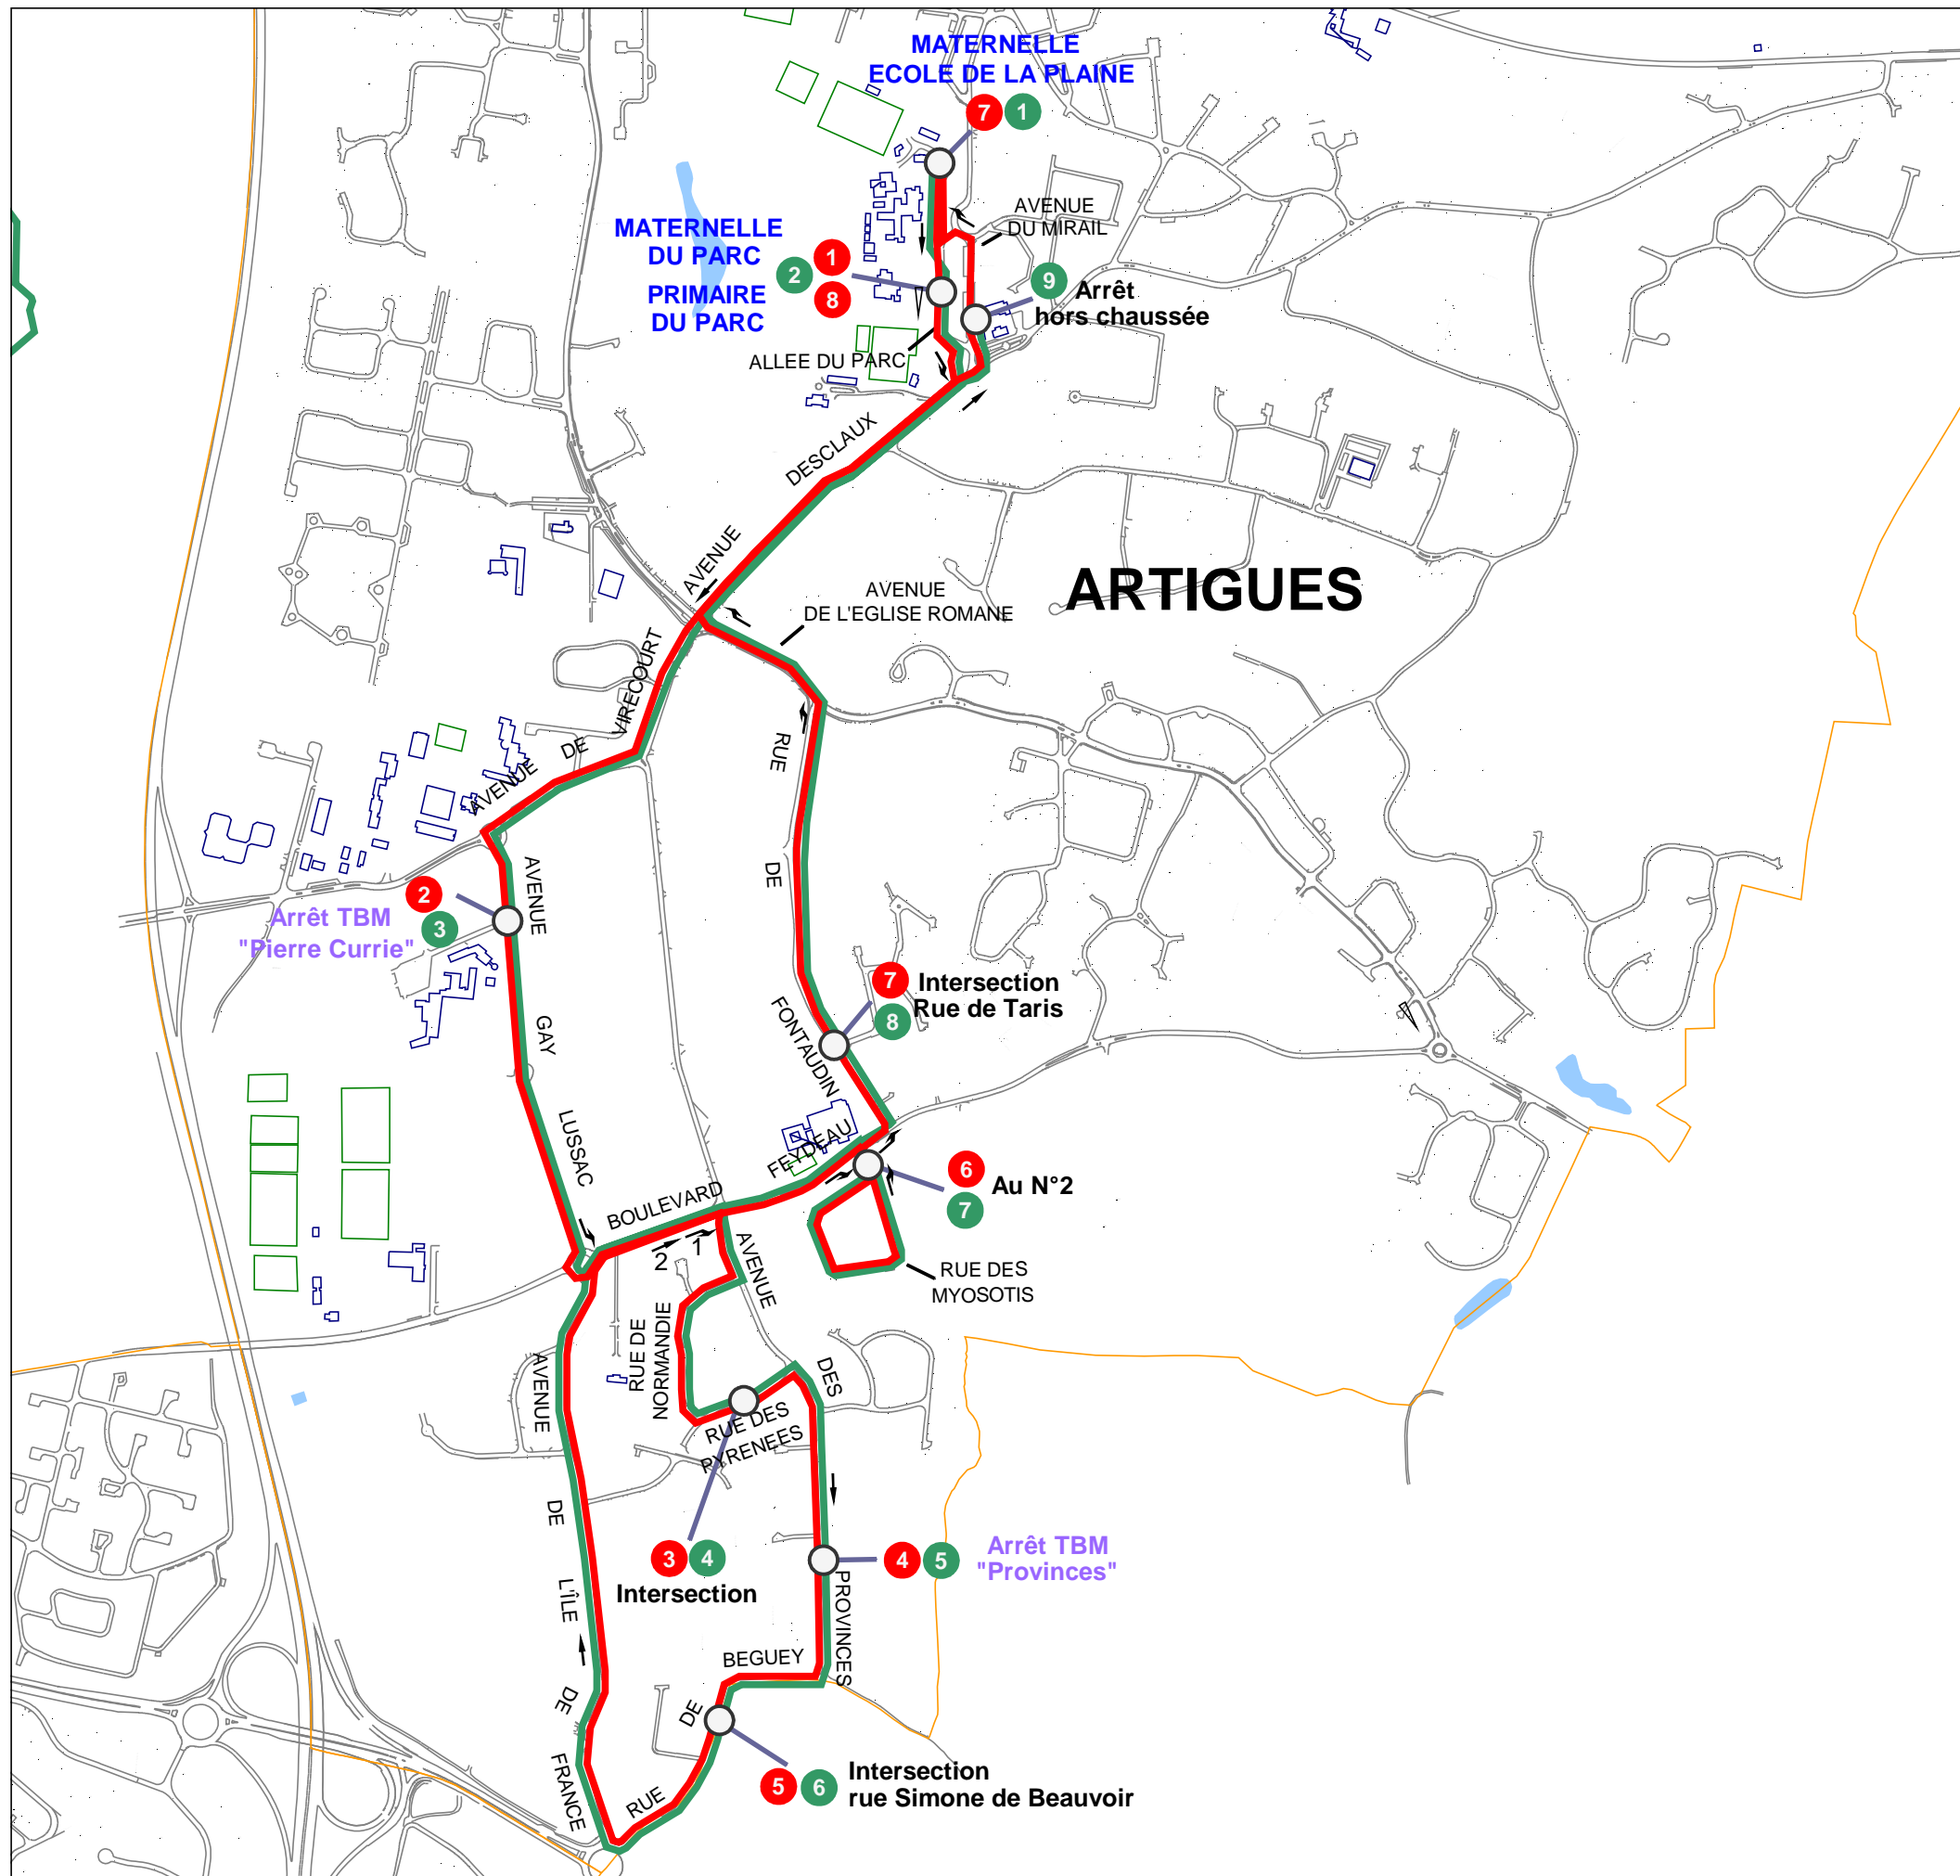 MATERNELLE
ECOLE DE LA PLAINE
7 1
AVENUE
DU MIRAIL
MATERNELLE
DU PARC
PRIMAIRE
DU PARC
2 1
8
9 Arrêt
hors chaussée
ALLEE DU PARC
AVENUE DESCLAUX
ARTIGUES
AVENUE
DE L'EGLISE ROMANE
AVENUE DE VIRECOURT
RUE DE FONTAUDIN
2
3
Arrêt TBM
"Pierre Currie"
AVENUE GAY LUSSAC
7 Intersection
8 Rue de Taris
BOULEVARD FEYDEAU
2 1
6
7
Au N°2
RUE DES
MYOSOTIS
AVENUE DES PROVINCES
RUE DE
NORMANDIE
RUE DES
PYRENEES
AVENUE DE L'ÎLE DE FRANCE
3 4
Intersection
4 5
Arrêt TBM
"Provinces"
RUE DE BEGUEY
5 6
Intersection
rue Simone de Beauvoir